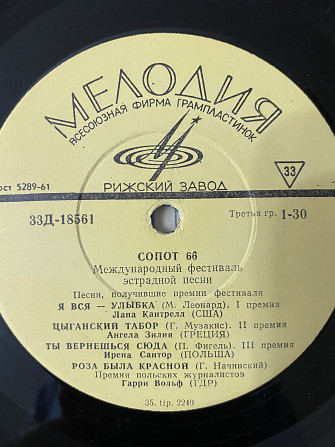 МЕЛОДИЯ
ВСЕСОЮЗНАЯ ФИРМА ГРАМПЛАСТИНОК
ост 5289-61
33
РИЖСКИЙ ЗАВОД
33Д-18561
Третья гр. 1-30
СОПОТ 66
Международный фестиваль
эстрадной песни
Песни, получившие премии фестиваля
Я ВСЯ — УЛЫБКА (М. Леонард). I премия
Лана Кантрелл (США)
ЦЫГАНСКИЙ ТАБОР (Г. Музакис). II премия
Ангела Зилия (ГРЕЦИЯ)
ТЫ ВЕРНЕШЬСЯ СЮДА (П. Фигель). III премия
Ирена Сантор (ПОЛЬША)
РОЗА БЫЛА КРАСНОЙ (Г. Начинский)
Премия польских журналистов
Гарри Вольф (ГДР)
35. tip. 2249